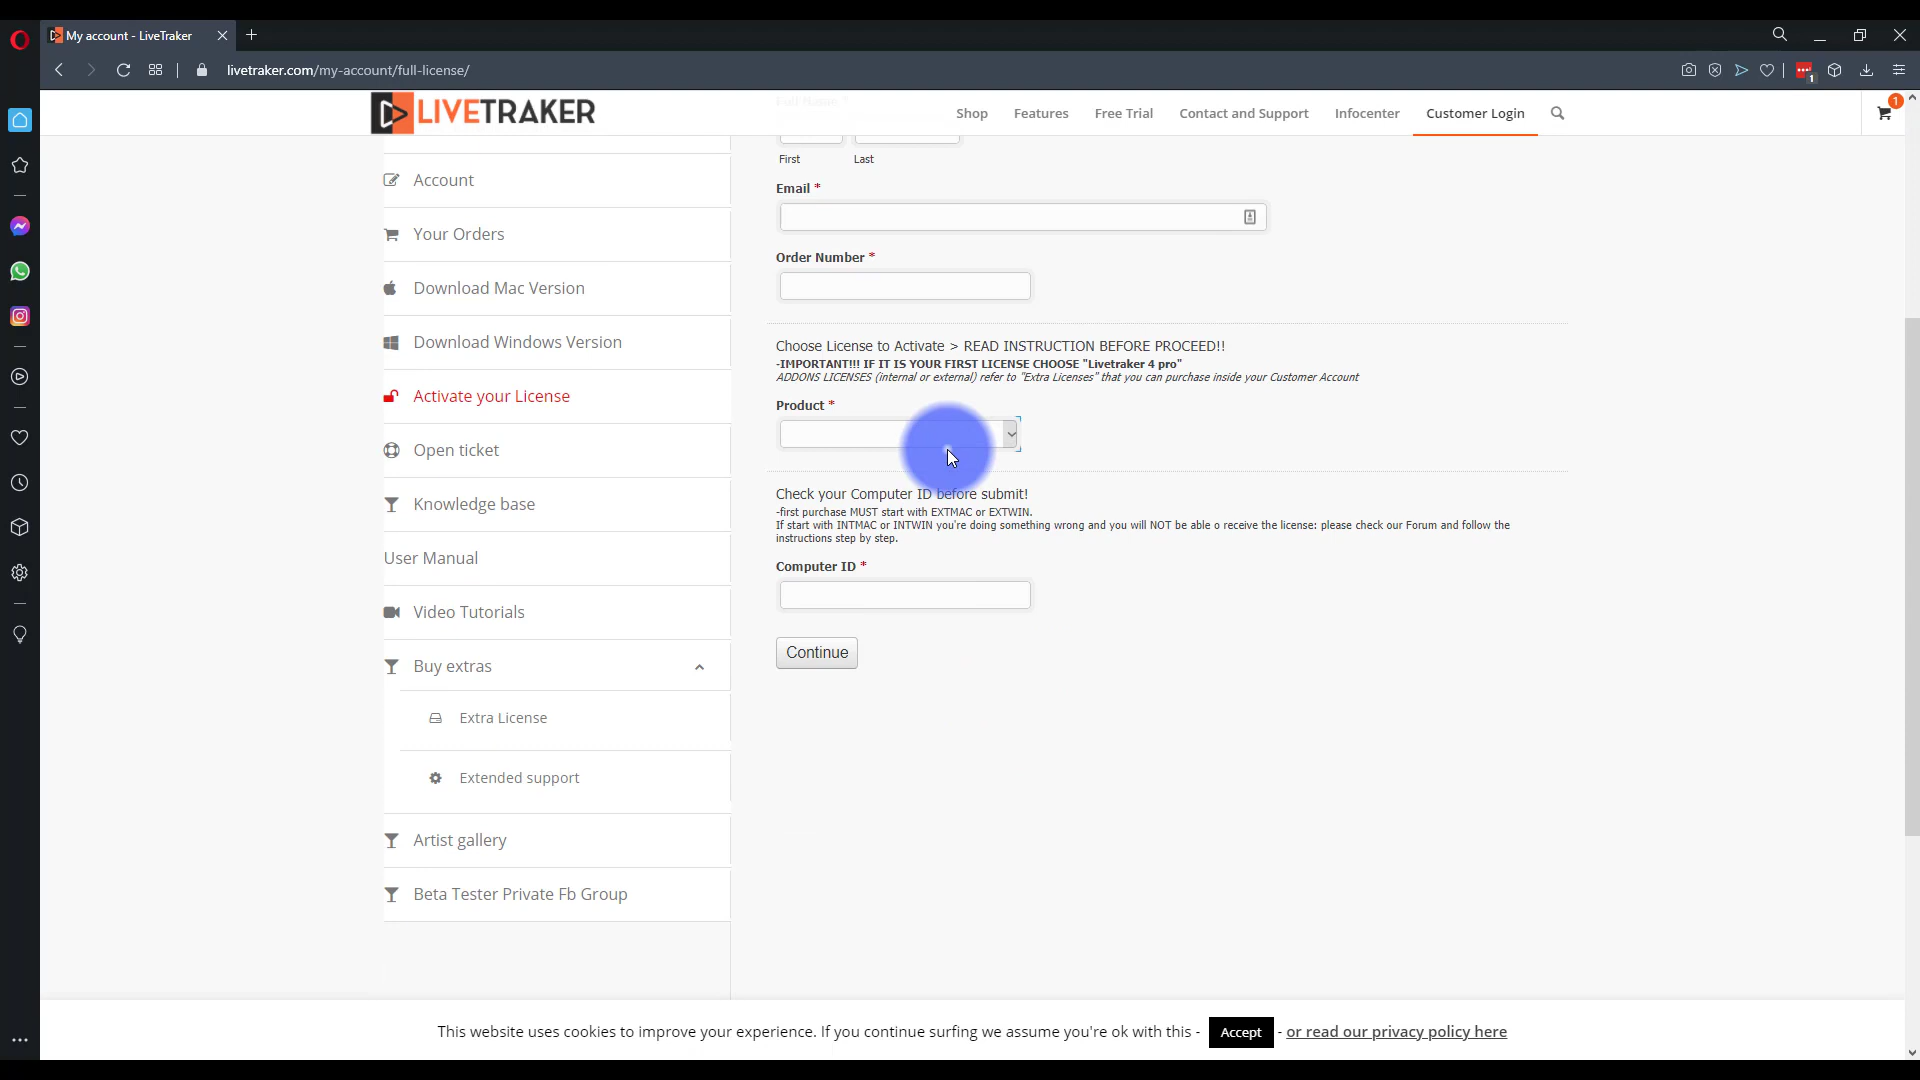 My account - LiveTraker
livetraker.com/my-account/full-license/
1
LIVETRAKER
Full Name *
Shop
Features
Free Trial
Contact and Support
Infocenter
Customer Login
1
First
Last
Account
Email *
Your Orders
Order Number *
Download Mac Version
Download Windows Version
Choose License to Activate > READ INSTRUCTION BEFORE PROCEED!!
-IMPORTANT!!! IF IT IS YOUR FIRST LICENSE CHOOSE "Livetraker 4 pro"
ADDONS LICENSES (internal or external) refer to "Extra Licenses" that you can purchase inside your Customer Account
Activate your License
Product *
Open ticket
Knowledge base
Check your Computer ID before submit!
-first purchase MUST start with EXTMAC or EXTWIN.
If start with INTMAC or INTWIN you're doing something wrong and you will NOT be able o receive the license: please check our Forum and follow the
instructions step by step.
User Manual
Computer ID *
Video Tutorials
Continue
Buy extras
Extra License
Extended support
Artist gallery
Beta Tester Private Fb Group
This website uses cookies to improve your experience. If you continue surfing we assume you're ok with this - Accept - or read our privacy policy here